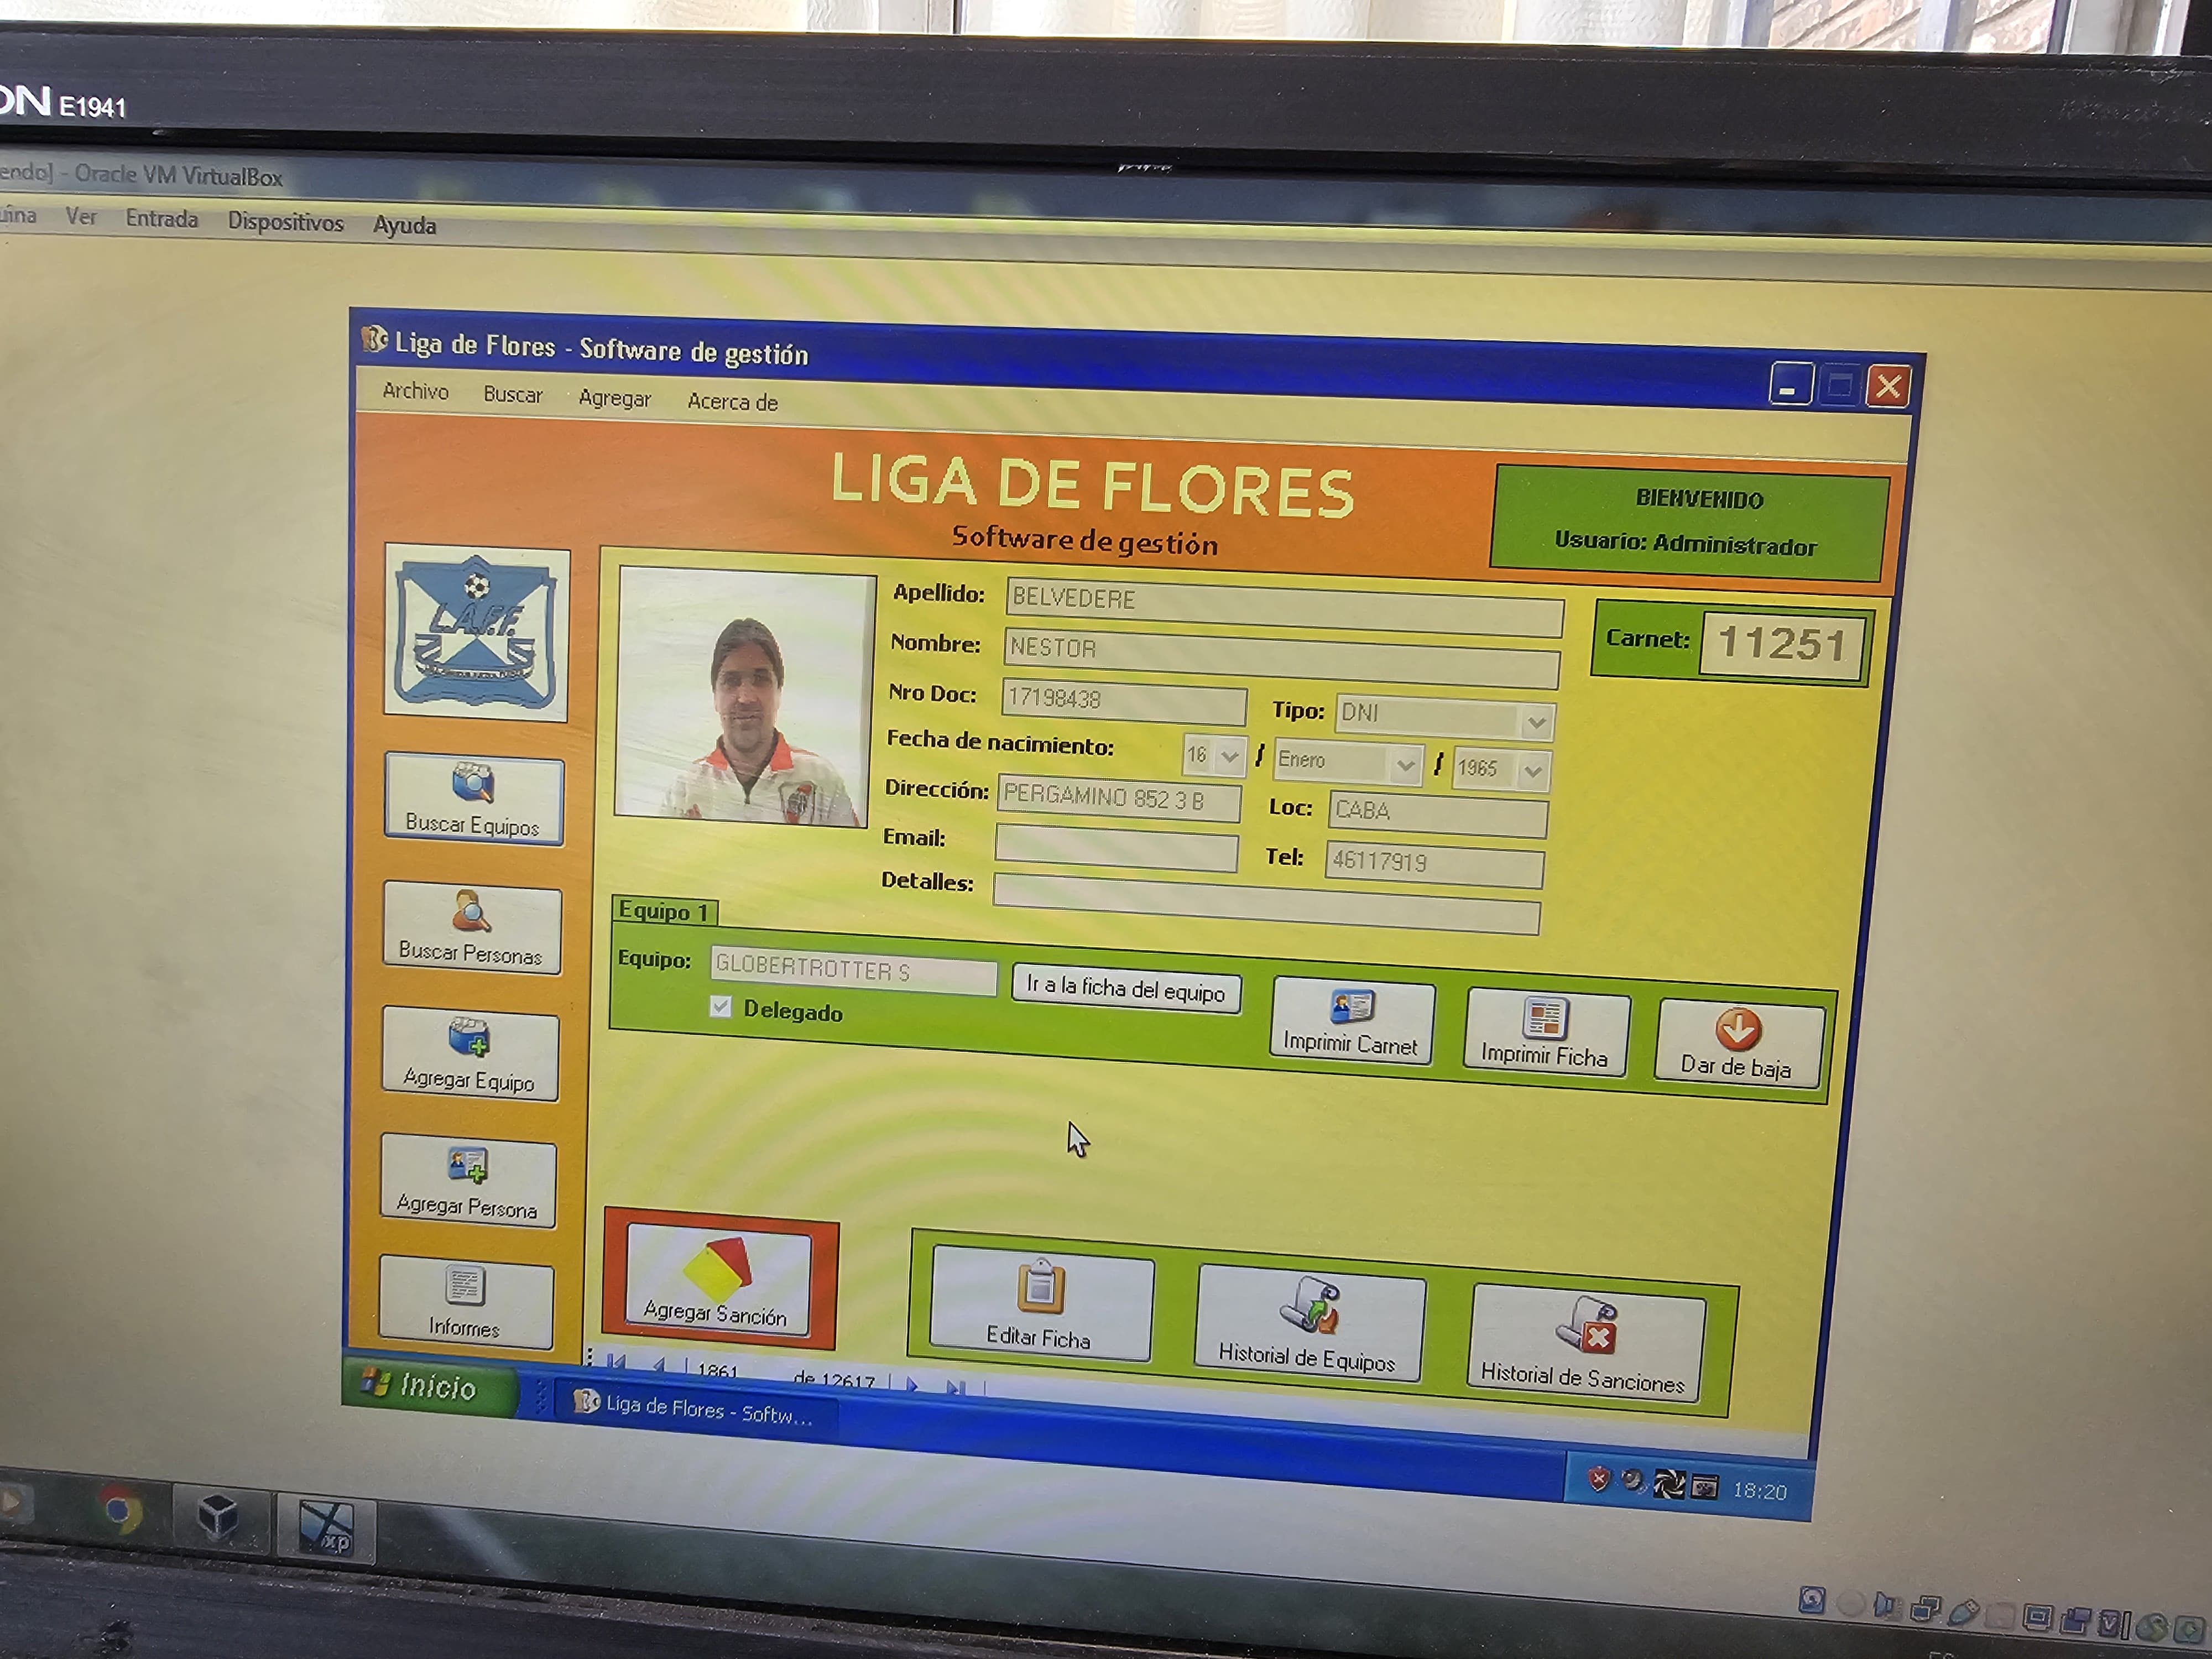 ON E1941
endo] - Oracle VM VirtualBox
uina Ver Entrada Dispositivos Ayuda
Liga de Flores - Software de gestión
Archivo Buscar Agregar Acerca de
LIGA DE FLORES
Software de gestión
BIENVENIDO
Usuario: Administrador
L.A.F.F.
Apellido: BELVEDERE
Carnet: 11251
Nombre: NESTOR
Nro Doc: 17198438 Tipo: DNI
Fecha de nacimiento: 16 / Enero / 1965
Dirección: PERGAMINO 852 3 B Loc: CABA
Email: Tel: 46117919
Detalles:
Buscar Equipos
Buscar Personas
Agregar Equipo
Agregar Persona
Informes
Equipo 1
Equipo: GLOBERTROTTER S Ir a la ficha del equipo
Delegado
Imprimir Carnet Imprimir Ficha Dar de baja
Agregar Sanción Editar Ficha Historial de Equipos Historial de Sanciones
1861 de 12617
Inicio Liga de Flores - Softw... 18:20
xp